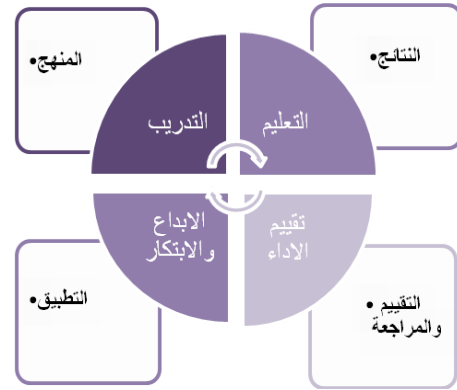 النتائج•
المنهج•
التعليم
التدريب
تقييم
الاداء
الابداع
والابتكار
التقييم •
والمراجعة
التطبيق•